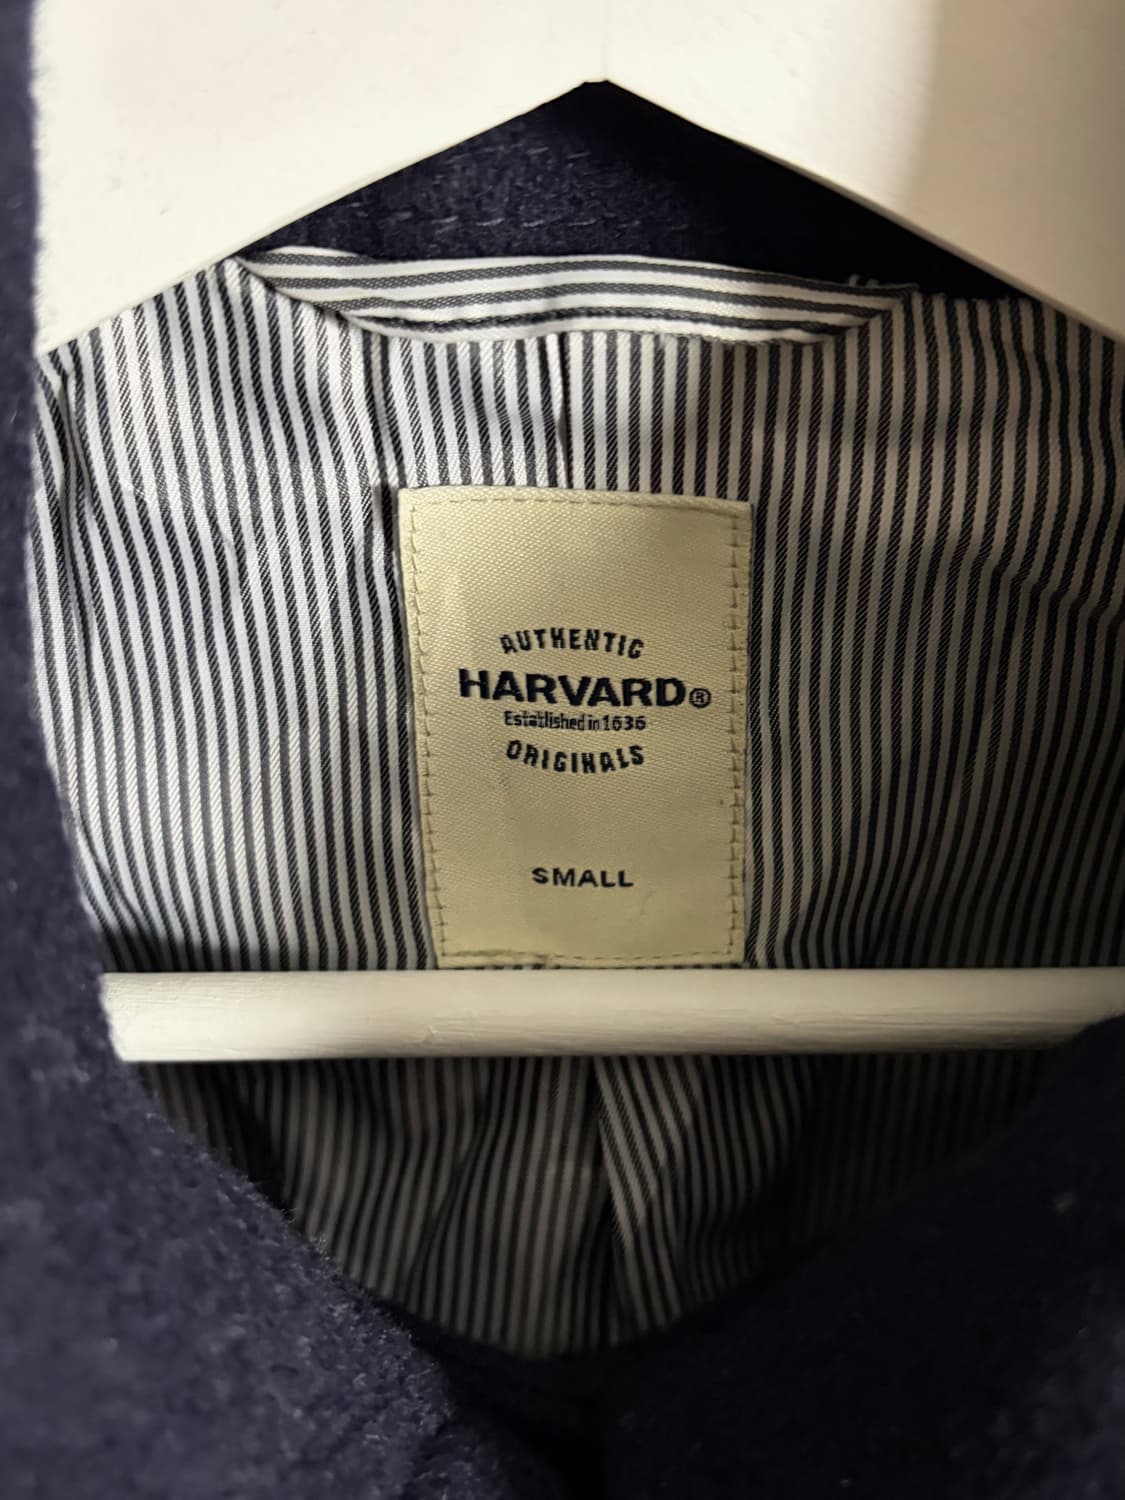 AUTHENTIC
HARVARD®
Established in 1636
ORIGINALS
SMALL